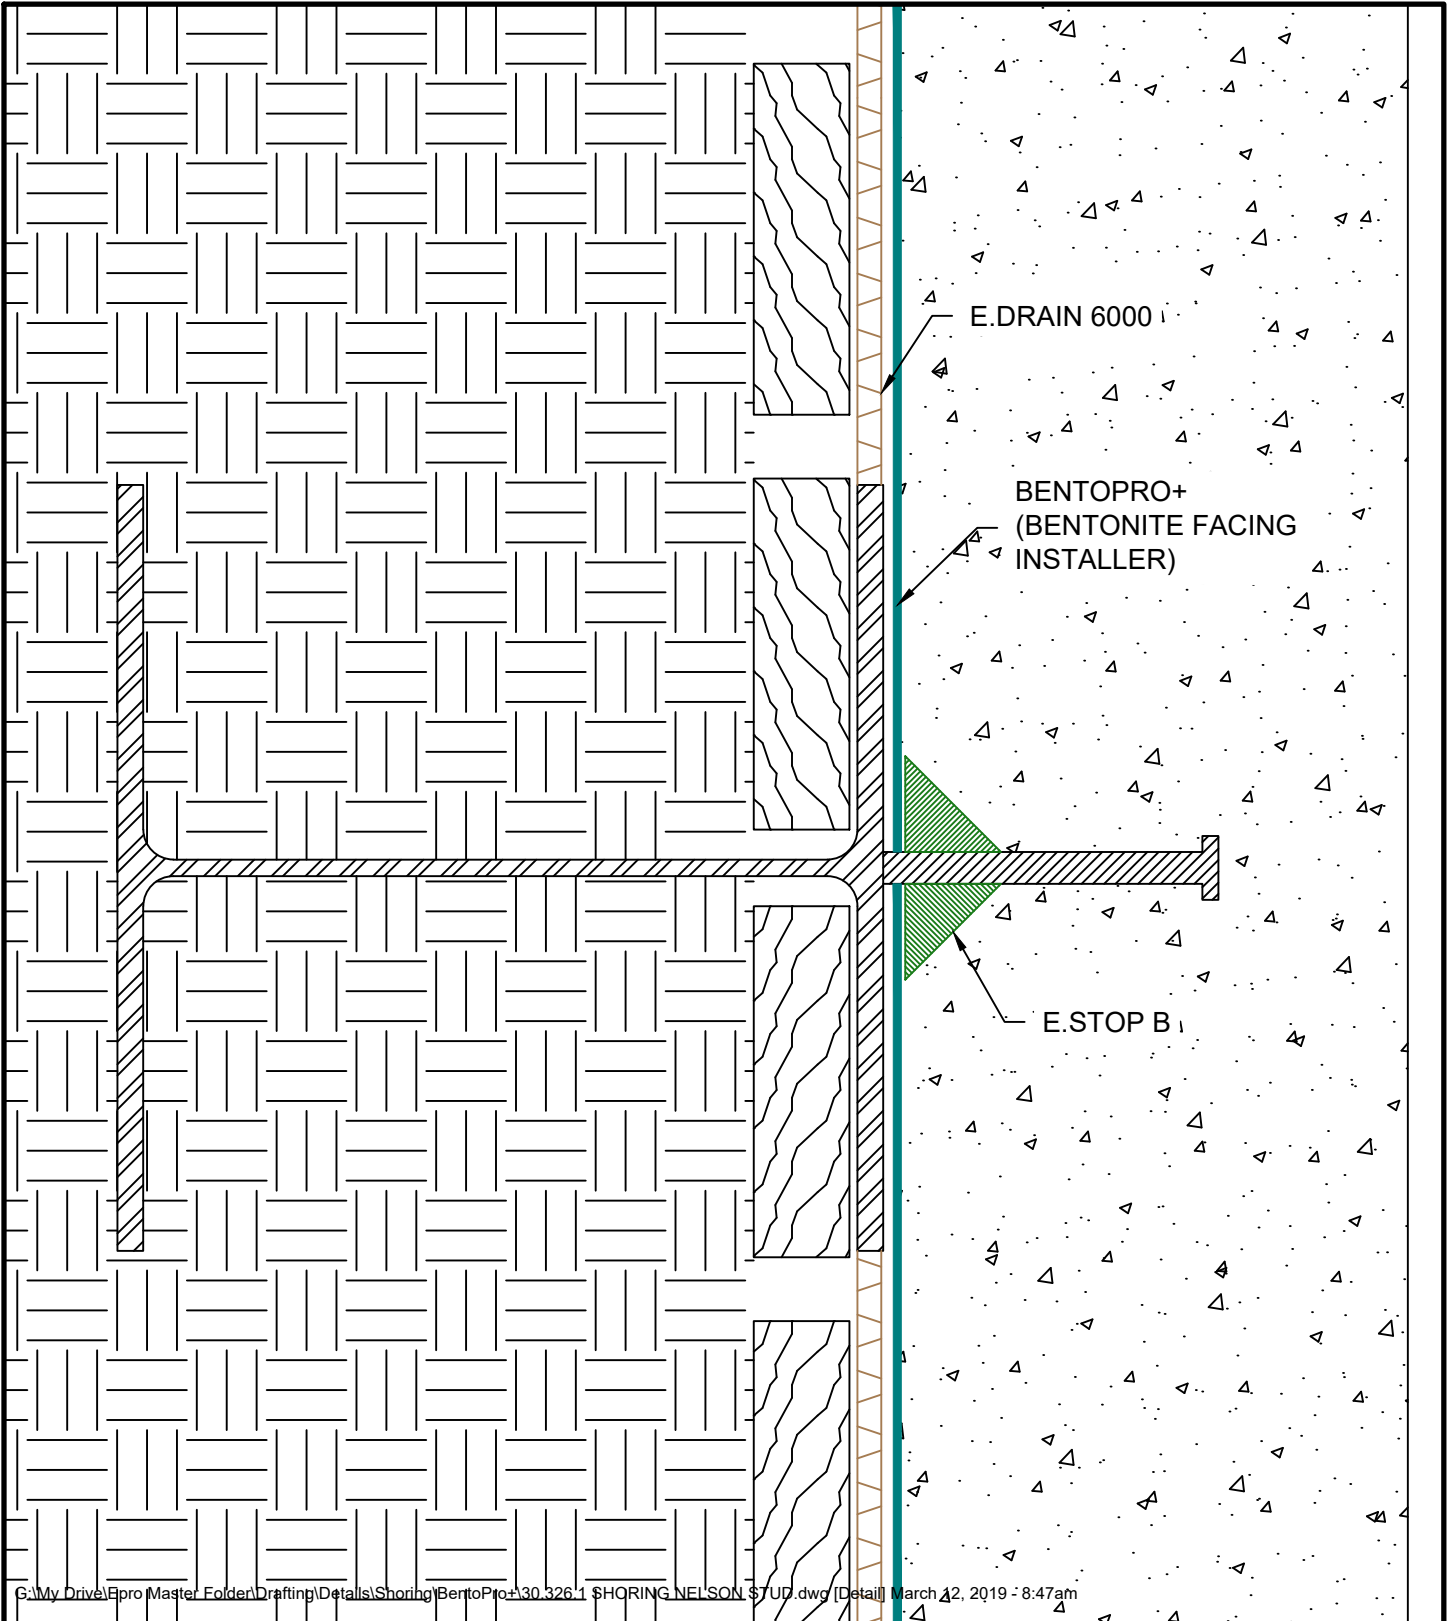 E.DRAIN 6000
BENTOPRO+
(BENTONITE FACING
INSTALLER)
E.STOP B
G:\My Drive\Epro Master Folder\Drafting\Details\Shoring\BentoPro+\30.326.1 SHORING NELSON STUD.dwg [Detail] March 12, 2019 - 8:47am